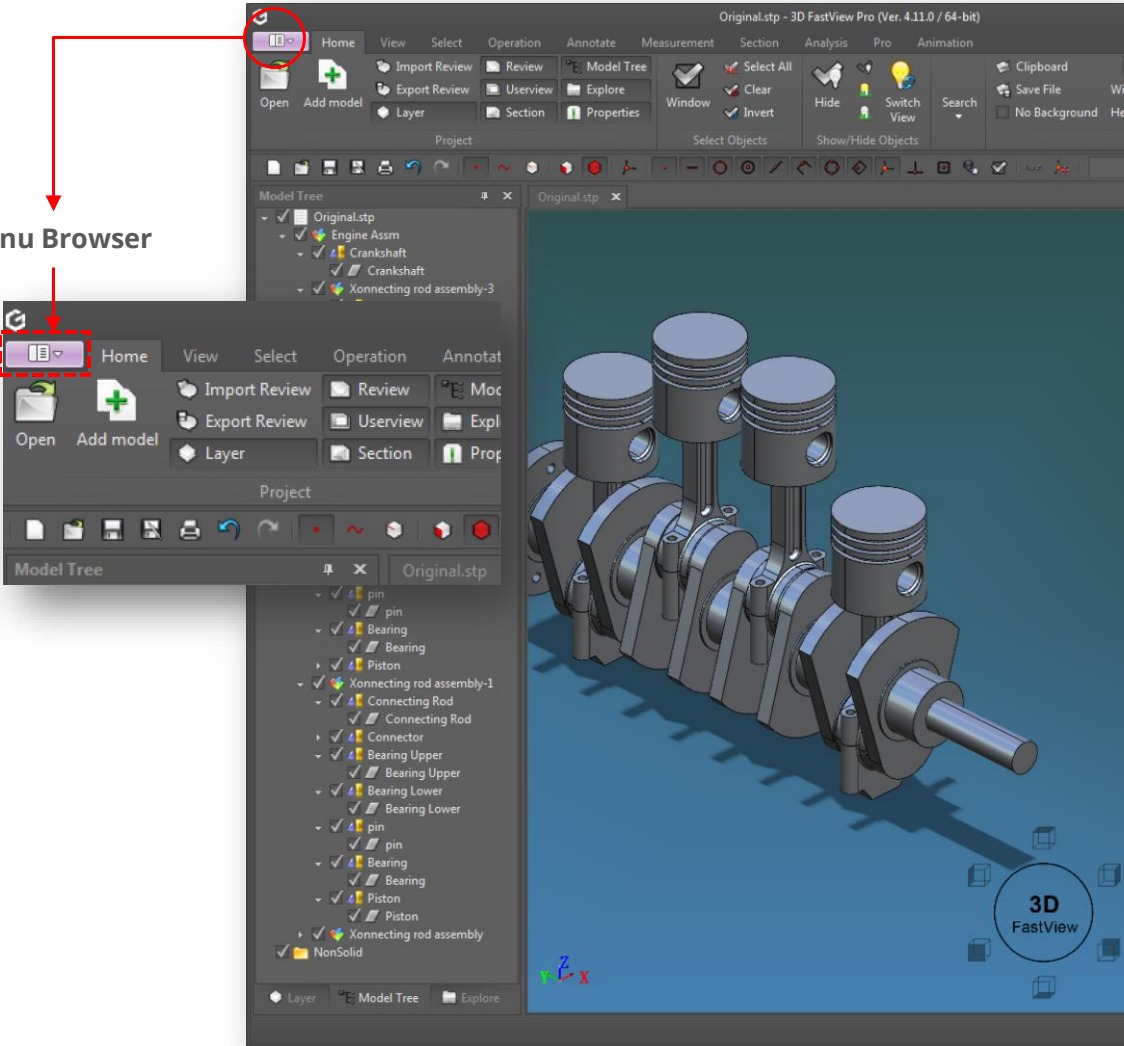 Original.stp - 3D FastView Pro (Ver. 4.11.0 / 64-bit)
Home View Select Operation Annotate Measurement Section Analysis Pro Animation
Import Review Review Model Tree Select All Clipboard
Export Review Userview Explore Clear Save File
Open Add model Window Hide Switch View Search
Layer Section Properties Invert No Background
Project Select Objects Show/Hide Objects
Model Tree Original.stp
Original.stp
Engine Assm
Crankshaft
Crankshaft
Xonnecting rod assembly-3
nu Browser
Home View Select Operation Annotat
Import Review Review Mod
Export Review Userview Expl
Open Add model
Layer Section Prop
Project
Model Tree Original.stp
pin
pin
Bearing
Bearing
Piston
Xonnecting rod assembly-1
Connecting Rod
Connecting Rod
Connector
Bearing Upper
Bearing Upper
Bearing Lower
Bearing Lower
pin
pin
Bearing
Bearing
Piston
Piston
Xonnecting rod assembly
NonSolid
Layer Model Tree Explore
3D
FastView
Z
Y X